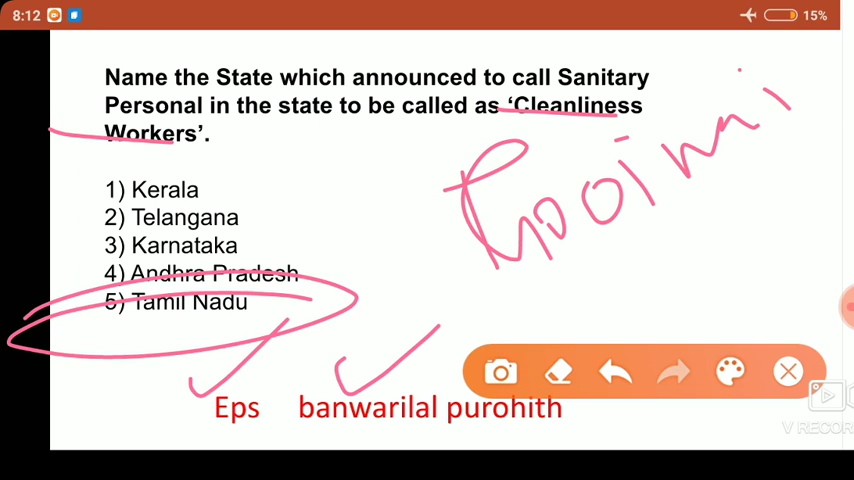 8:12
15%
Name the State which announced to call Sanitary
Personal in the state to be called as ‘Cleanliness
Workers’.
1) Kerala
2) Telangana
3) Karnataka
4) Andhra Pradesh
5) Tamil Nadu
Eps banwarilal purohith
V RECOR